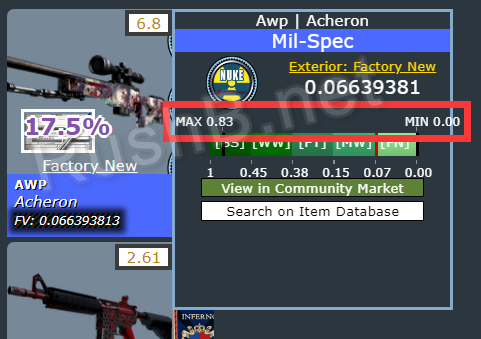 6.8
17.5%
Factory New
AWP
Acheron
FV: 0.066393813
2.61
Awp | Acheron
Mil-Spec
NUKE
Exterior: Factory New
0.06639381
MAX 0.83 MIN 0.00
[BS] [WW] [FT] [MW] [FN]
1 0.45 0.38 0.15 0.07 0.00
View in Community Market
Search on Item Database
INFERNO